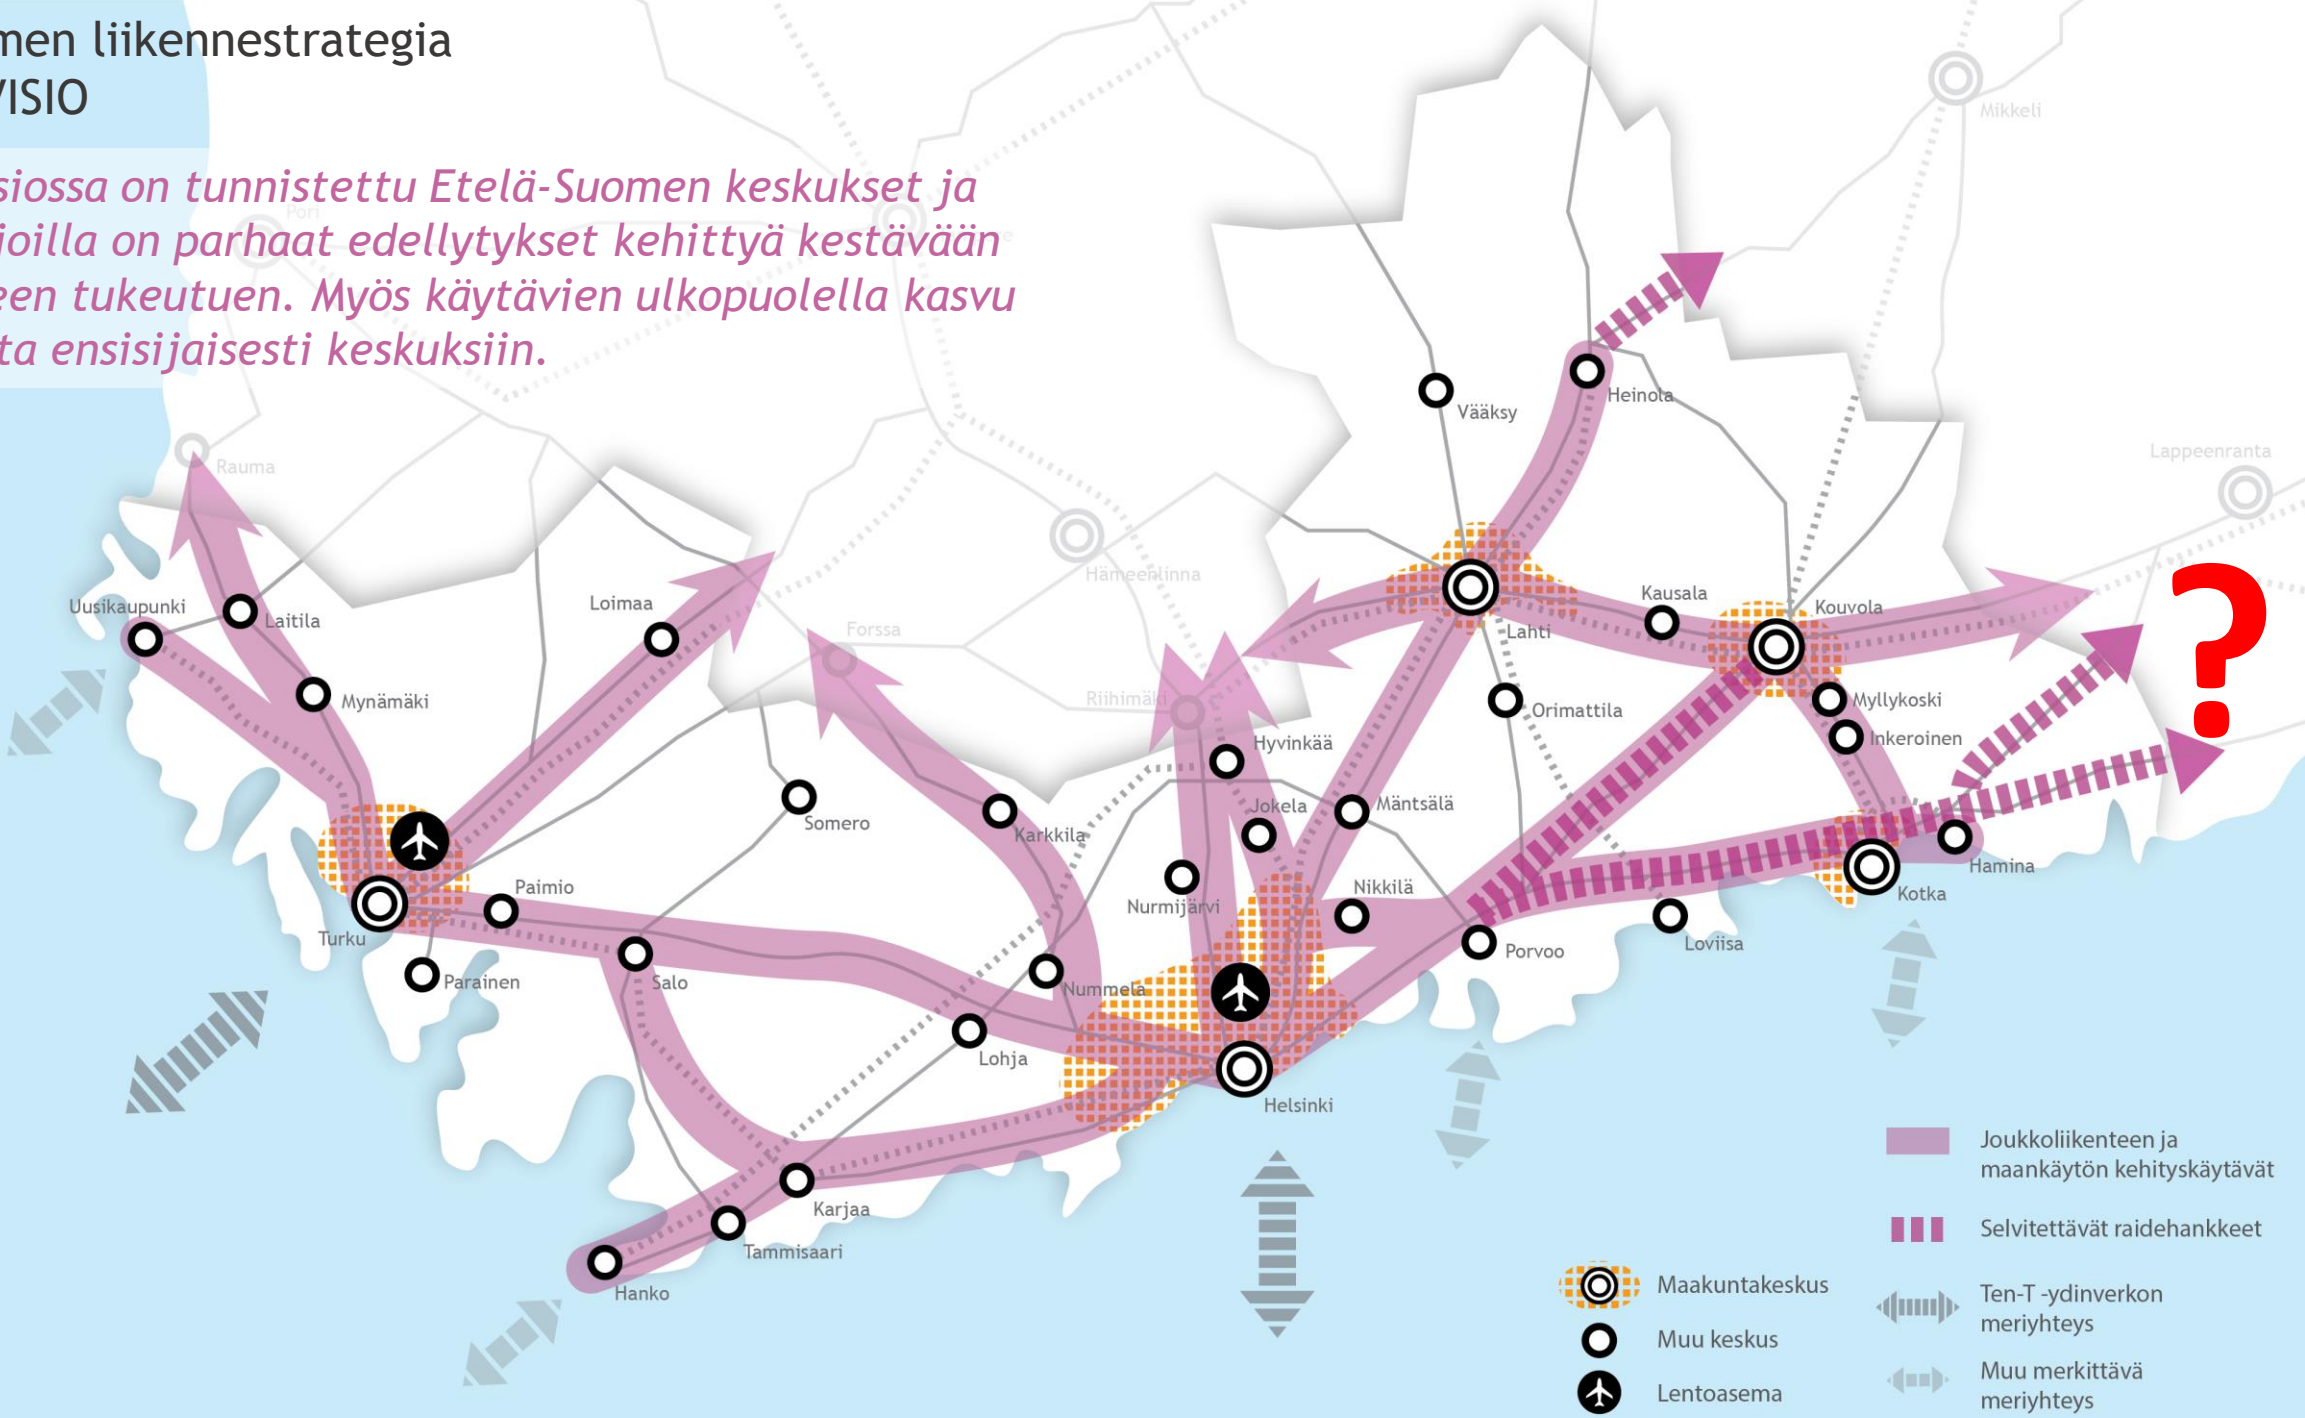 men liikennestrategia
VISIO
siossa on tunnistettu Etelä-Suomen keskukset ja
joilla on parhaat edellytykset kehittyä kestävään
een tukeutuen. Myös käytävien ulkopuolella kasvu
ta ensisijaisesti keskuksiin.
Pori
Mikkeli
Rauma
Lappeenranta
Heinola
Vääksy
Hämeenlinna
Uusikaupunki
Laitila
Loimaa
Forssa
Lahti
Kausala
Kouvola
?
Mynämäki
Riihimäki
Orimattila
Myllykoski
Inkeroinen
Hyvinkää
Jokela
Mäntsälä
Somero
Karkkila
Paimio
Nurmijärvi
Nikkilä
Hamina
Kotka
Turku
Parainen
Salo
Nummela
Porvoo
Loviisa
Lohja
Helsinki
Karjaa
Tammisaari
Hanko
Joukkoliikenteen ja
maankäytön kehityskäytävät
Selvitettävät raidehankkeet
Maakuntakeskus
Ten-T -ydinverkon
meriyhteys
Muu keskus
Muu merkittävä
meriyhteys
Lentoasema